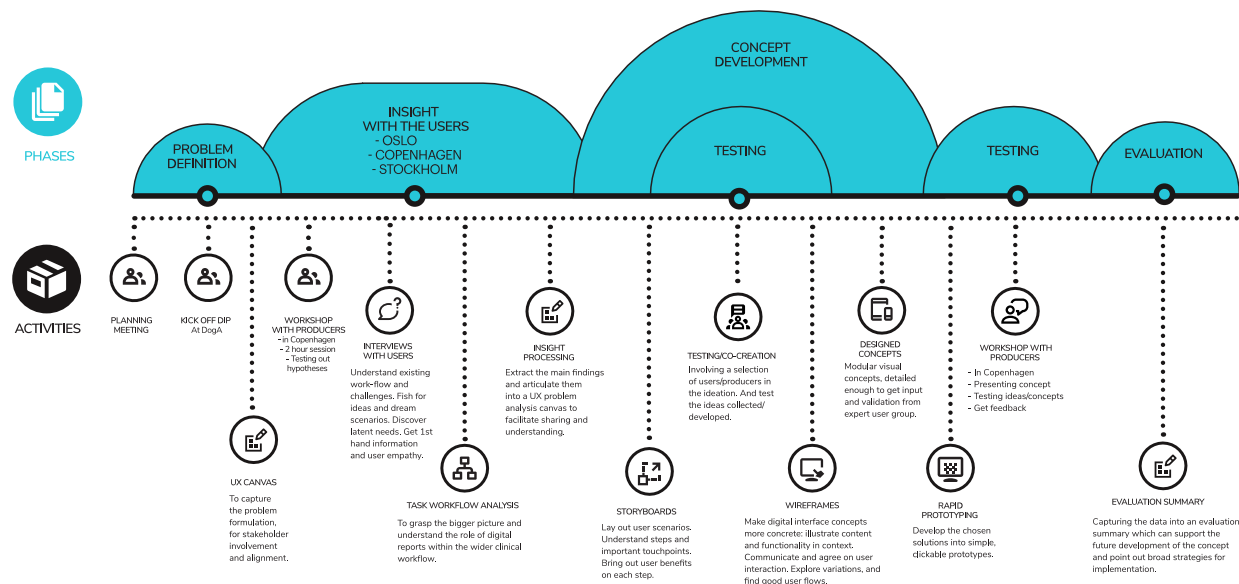 PHASES
PROBLEM
DEFINITION
INSIGHT
WITH THE USERS
- OSLO
- COPENHAGEN
- STOCKHOLM
CONCEPT
DEVELOPMENT
TESTING
TESTING
EVALUATION
ACTIVITIES
PLANNING
MEETING
KICK OFF DIP
At DogA
UX CANVAS
To capture
the problem
formulation,
for stakeholder
involvement
and alignment.
WORKSHOP
WITH PRODUCERS
- in Copenhagen
- 2 hour session
- Testing out
hypotheses
INTERVIEWS
WITH USERS
Understand existing
work-flow and
challenges. Fish for
ideas and dream
scenarios. Discover
latent needs. Get 1st
hand information
and user empathy.
TASK WORKFLOW ANALYSIS
To grasp the bigger picture and
understand the role of digital
reports within the wider clinical
workflow.
INSIGHT
PROCESSING
Extract the main findings
and articulate them
into a UX problem
analysis canvas to
facilitate sharing and
understanding.
STORYBOARDS
Lay out user scenarios.
Understand steps and
important touchpoints.
Bring out user benefits
on each step.
TESTING/CO-CREATION
Involving a selection
of users/producers in
the ideation. And test
the ideas collected/
developed.
WIREFRAMES
Make digital interface concepts
more concrete: illustrate content
and functionality in context.
Communicate and agree on user
interaction. Explore variations, and
find good user flows.
DESIGNED
CONCEPTS
Modular visual
concepts, detailed
enough to get input
and validation from
expert user group.
RAPID
PROTOTYPING
Develop the chosen
solutions into simple,
clickable prototypes.
WORKSHOP WITH
PRODUCERS
- In Copenhagen
- Presenting concept
- Testing ideas/concepts
- Get feedback
EVALUATION SUMMARY
Capturing the data into an evaluation
summary which can support the
future development of the concept
and point out broad strategies for
implementation.